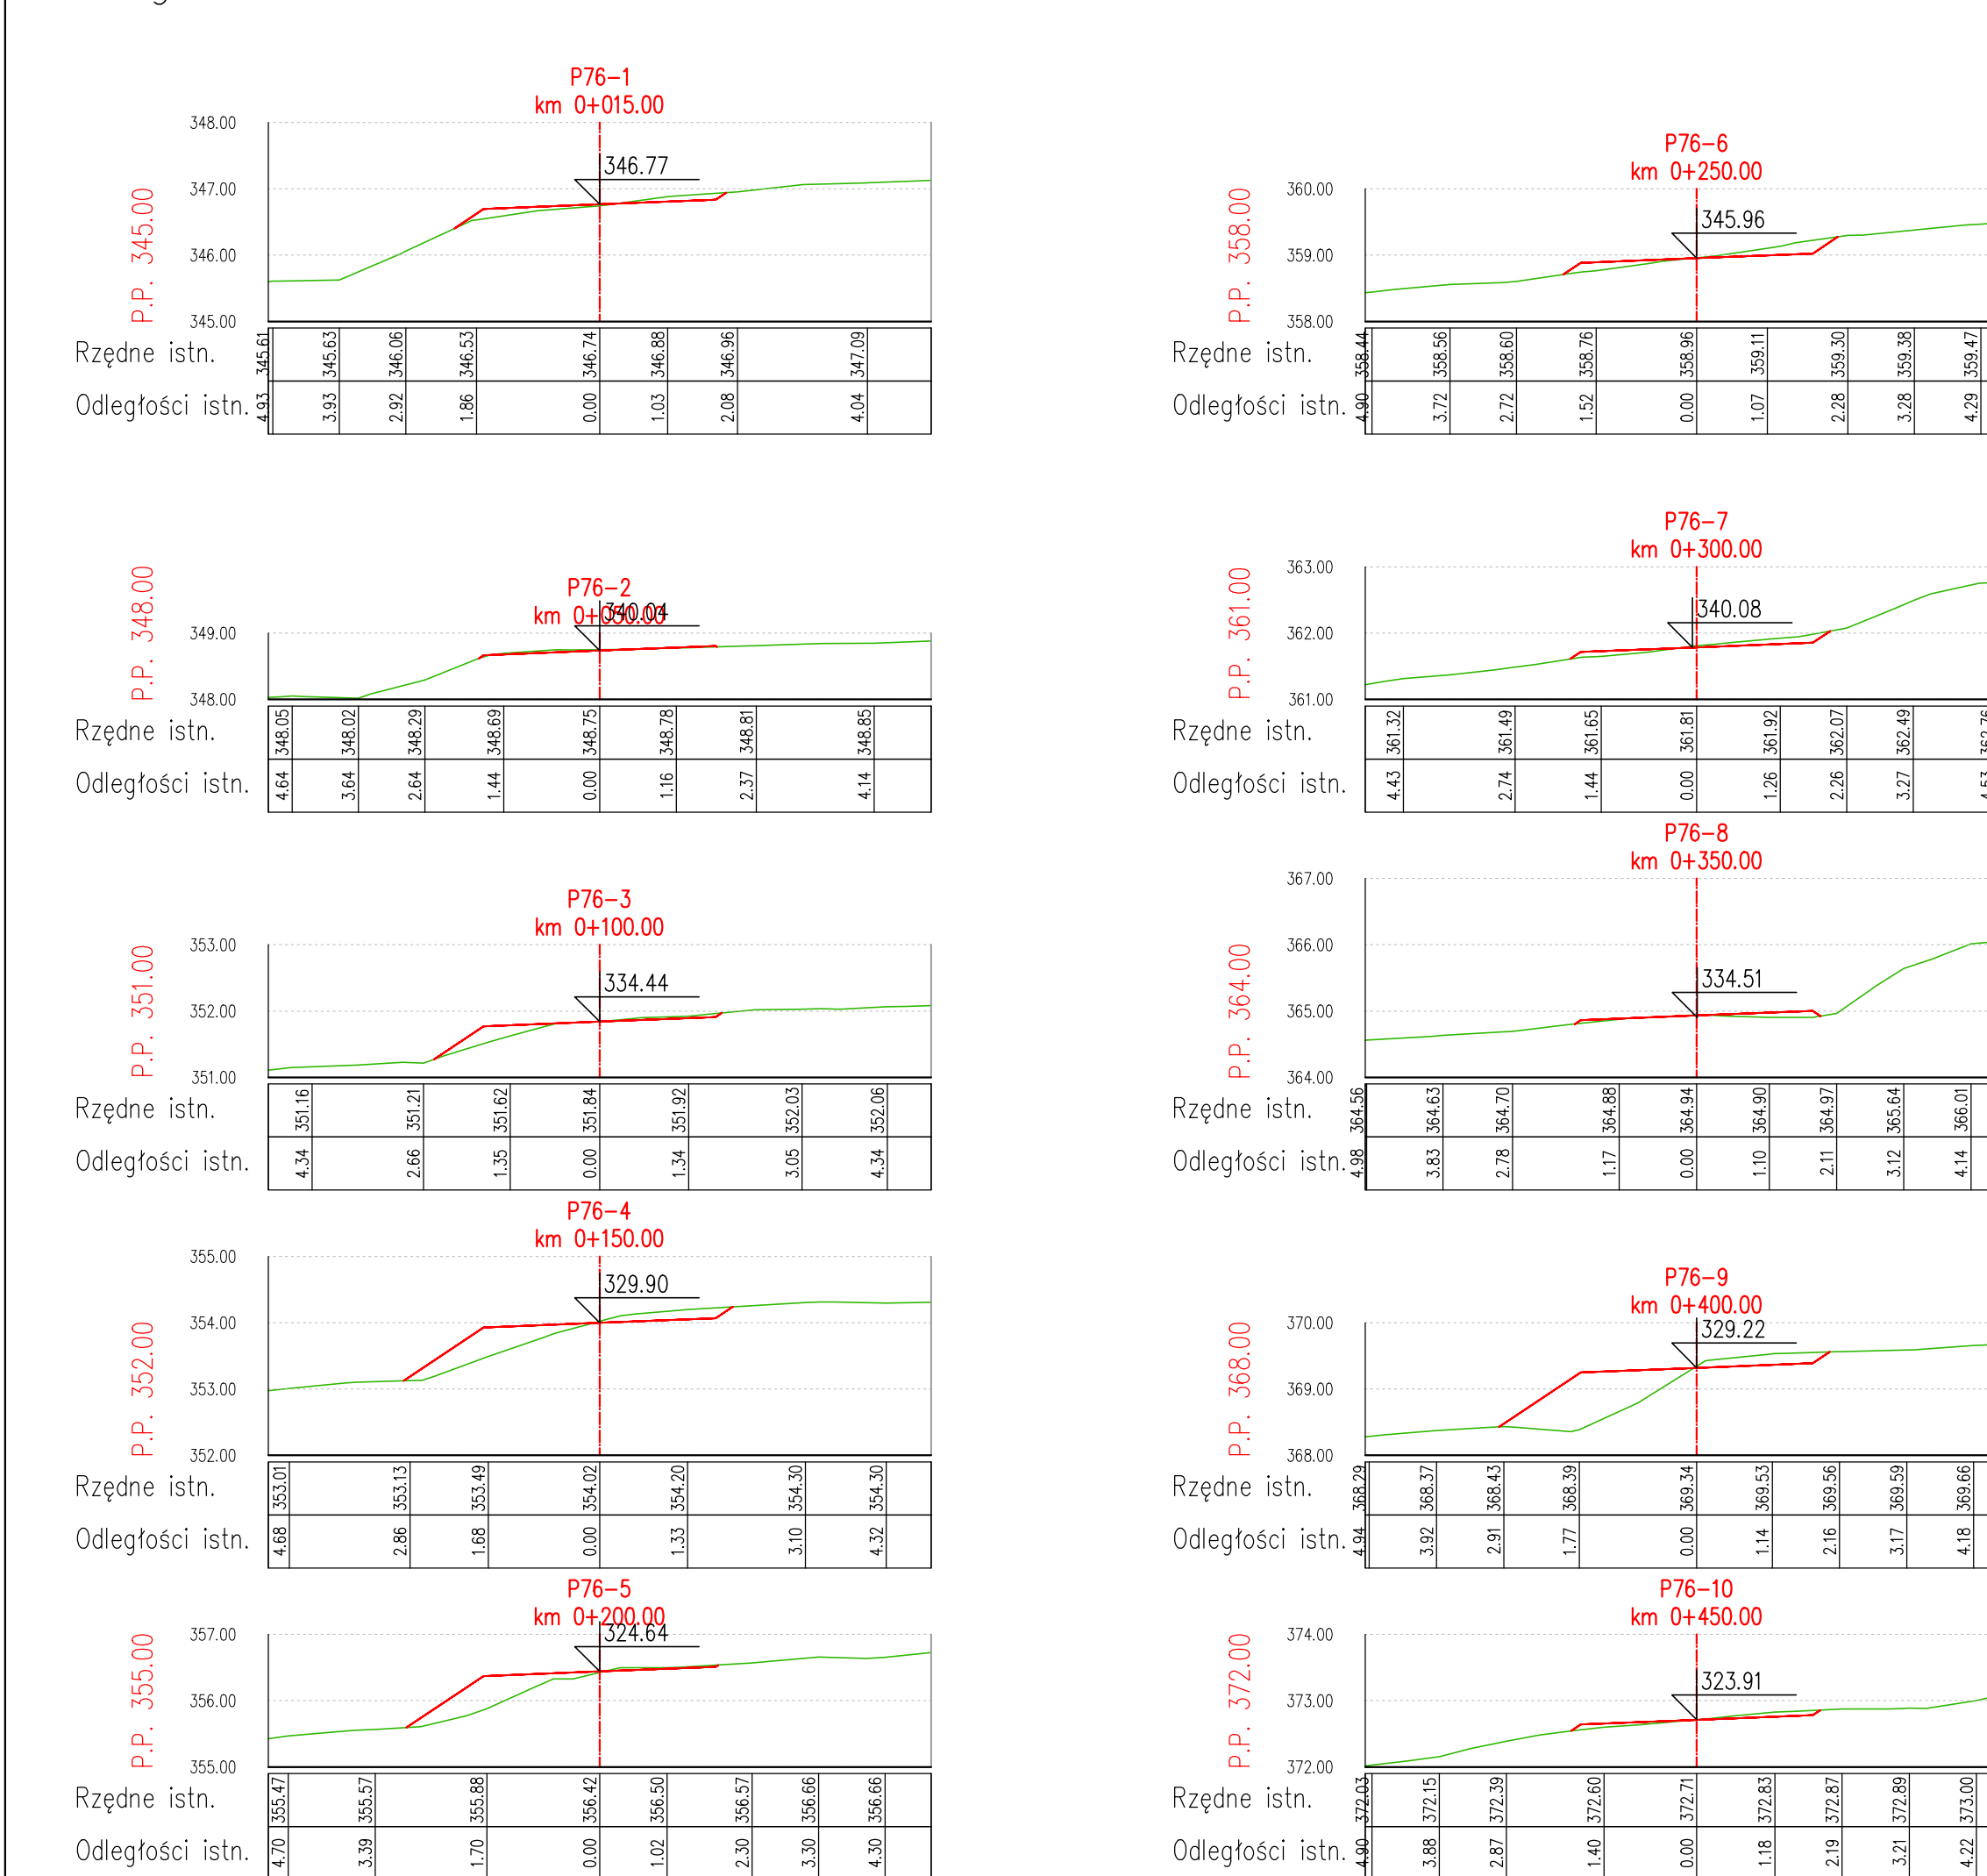 P76-1
km 0+015.00
348.00
347.00
346.00
345.00
P.P. 345.00
346.77
Rzędne istn. 345.61 345.63 346.06 346.53 346.74 346.88 346.96 347.09
Odległości istn. 4.93 3.93 2.92 1.86 0.00 1.03 2.08 4.04
P76-2
km 0+050.00
349.00
348.00
P.P. 348.00
340.04
Rzędne istn. 348.05 348.02 348.29 348.69 348.75 348.78 348.81 348.85
Odległości istn. 4.64 3.64 2.64 1.44 0.00 1.16 2.37 4.14
P76-3
km 0+100.00
353.00
352.00
351.00
P.P. 351.00
334.44
Rzędne istn. 351.16 351.21 351.62 351.84 351.92 352.03 352.06
Odległości istn. 4.34 2.66 1.35 0.00 1.34 3.05 4.34
P76-4
km 0+150.00
355.00
354.00
353.00
352.00
P.P. 352.00
329.90
Rzędne istn. 353.01 353.13 353.49 354.02 354.20 354.30 354.30
Odległości istn. 4.68 2.86 1.68 0.00 1.33 3.10 4.32
P76-5
km 0+200.00
357.00
356.00
355.00
P.P. 355.00
324.64
Rzędne istn. 355.47 355.57 355.88 356.42 356.50 356.57 356.66 356.66
Odległości istn. 4.70 3.39 1.70 0.00 1.02 2.30 3.30 4.30
P76-6
km 0+250.00
360.00
359.00
358.00
P.P. 358.00
345.96
Rzędne istn. 358.44 358.56 358.60 358.76 358.96 359.11 359.30 359.38 359.47
Odległości istn. 4.90 3.72 2.72 1.52 0.00 1.07 2.28 3.28 4.29
P76-7
km 0+300.00
363.00
362.00
361.00
P.P. 361.00
340.08
Rzędne istn. 361.32 361.49 361.65 361.81 361.92 362.07 362.49 362.76
Odległości istn. 4.43 2.74 1.44 0.00 1.26 2.26 3.27 4.53
P76-8
km 0+350.00
367.00
366.00
365.00
364.00
P.P. 364.00
334.51
Rzędne istn. 364.56 364.63 364.70 364.88 364.94 364.90 364.97 365.64 366.01
Odległości istn. 4.98 3.83 2.78 1.17 0.00 1.10 2.11 3.12 4.14
P76-9
km 0+400.00
370.00
369.00
368.00
P.P. 368.00
329.22
Rzędne istn. 368.29 368.37 368.43 368.39 369.34 369.53 369.56 369.59 369.66
Odległości istn. 4.94 3.92 2.91 1.77 0.00 1.14 2.16 3.17 4.18
P76-10
km 0+450.00
374.00
373.00
372.00
P.P. 372.00
323.91
Rzędne istn. 372.03 372.15 372.39 372.60 372.71 372.83 372.87 372.89 373.00
Odległości istn. 4.90 3.88 2.87 1.40 0.00 1.18 2.19 3.21 4.22